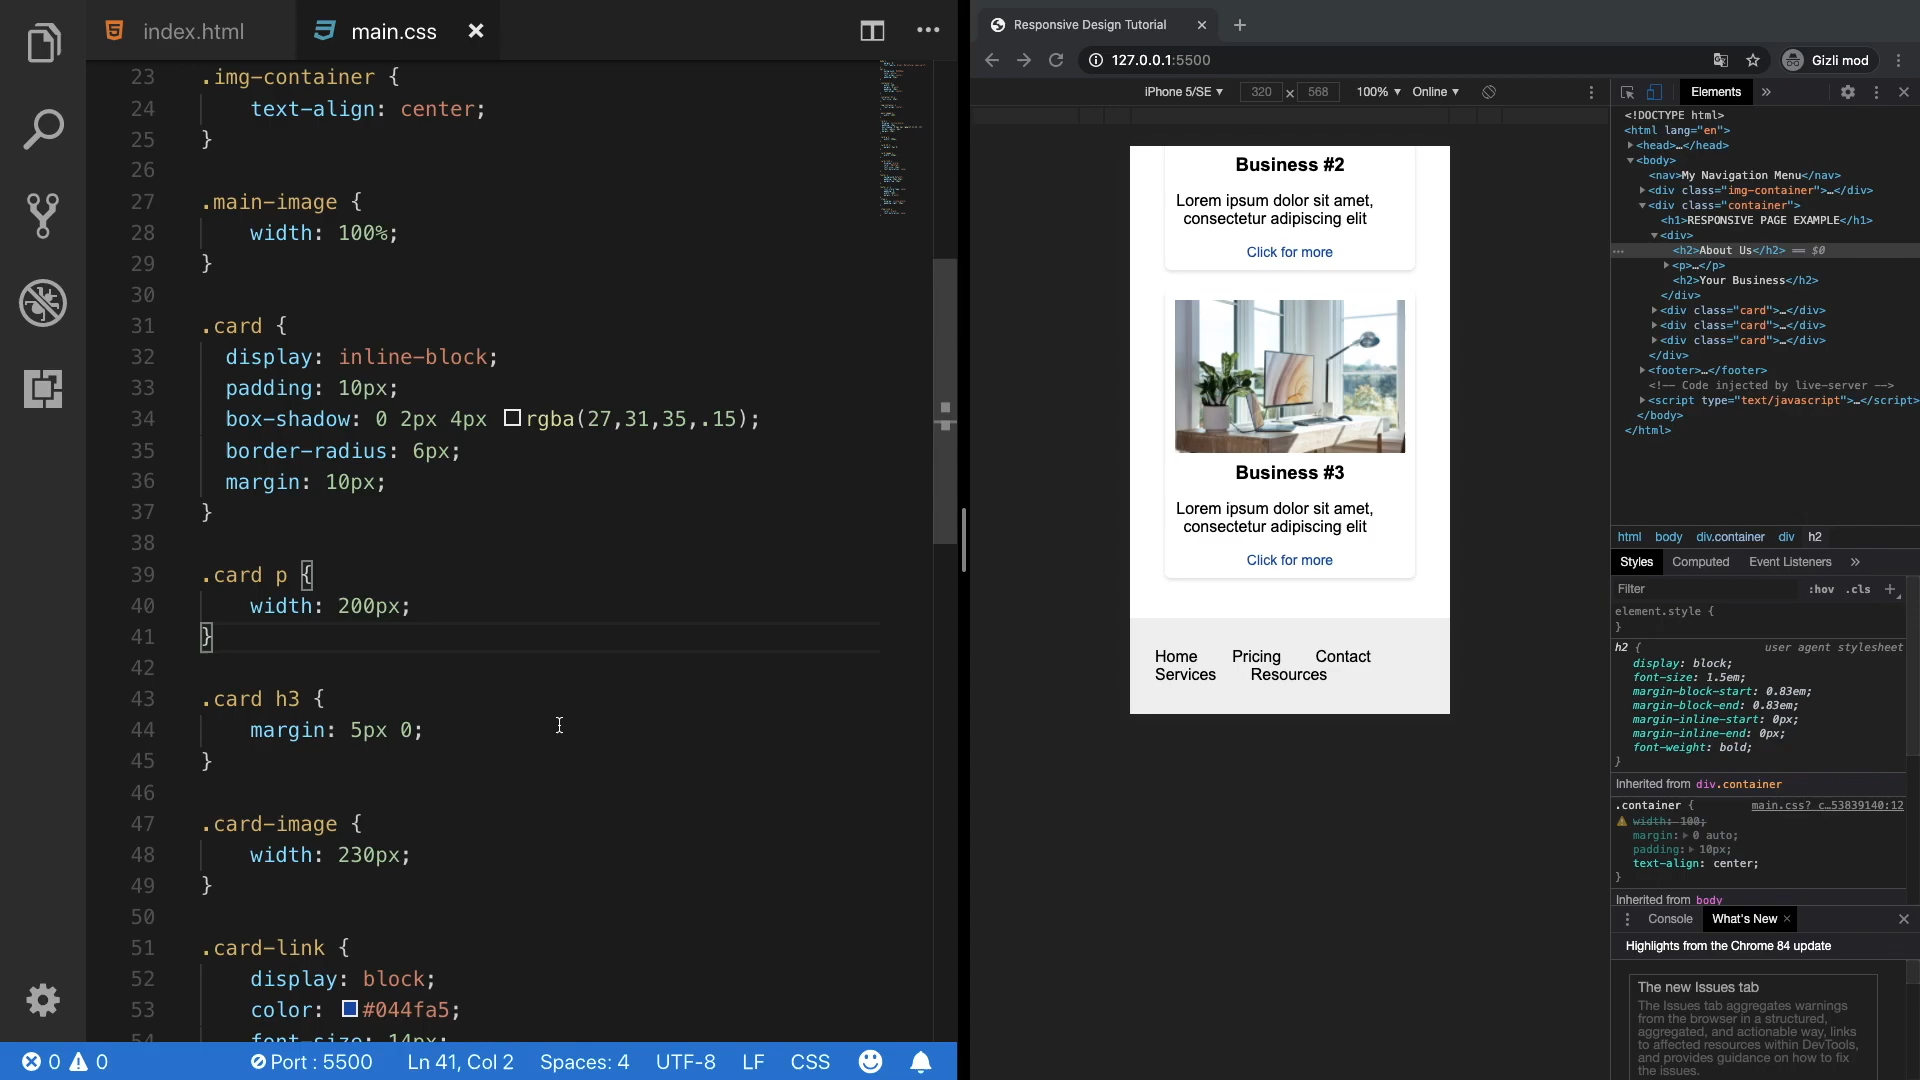 index.html
main.css
23 .img-container {
24 text-align: center;
25 }
26
27 .main-image {
28 width: 100%;
29 }
30
31 .card {
32 display: inline-block;
33 padding: 10px;
34 box-shadow: 0 2px 4px rgba(27,31,35,.15);
35 border-radius: 6px;
36 margin: 10px;
37 }
38
39 .card p {
40 width: 200px;
41 }
42
43 .card h3 {
44 margin: 5px 0;
45 }
46
47 .card-image {
48 width: 230px;
49 }
50
51 .card-link {
52 display: block;
53 color: #044fa5;
54 font-size: 14px;
0 0 Port : 5500 Ln 41, Col 2 Spaces: 4 UTF-8 LF CSS
Responsive Design Tutorial
127.0.0.1:5500
Gizli mod
iPhone 5/SE 320 x 568 100% Online
Business #2
Lorem ipsum dolor sit amet,
consectetur adipiscing elit
Click for more
Business #3
Lorem ipsum dolor sit amet,
consectetur adipiscing elit
Click for more
Home Pricing Contact
Services Resources
Elements »
<!DOCTYPE html>
<html lang="en">
<head>…</head>
<body>
<nav>My Navigation Menu</nav>
<div class="img-container">…</div>
<div class="container">
<h1>RESPONSIVE PAGE EXAMPLE</h1>
<div>
<h2>About Us</h2> == $0
<p>…</p>
<h2>Your Business</h2>
</div>
<div class="card">…</div>
<div class="card">…</div>
<div class="card">…</div>
</div>
<footer>…</footer>
<!-- Code injected by live-server -->
<script type="text/javascript">…</script>
</body>
</html>
html body div.container div h2
Styles Computed Event Listeners »
Filter :hov .cls +
element.style {
}
h2 { user agent stylesheet
display: block;
font-size: 1.5em;
margin-block-start: 0.83em;
margin-block-end: 0.83em;
margin-inline-start: 0px;
margin-inline-end: 0px;
font-weight: bold;
}
Inherited from div.container
.container { main.css?_c…53839140:12
width: 100;
margin: 0 auto;
padding: 10px;
text-align: center;
}
Inherited from body
Console What's New
Highlights from the Chrome 84 update
The new Issues tab
The Issues tab aggregates warnings
from the browser in a structured,
aggregated, and actionable way, links
to affected resources within DevTools,
and provides guidance on how to fix
the issues.